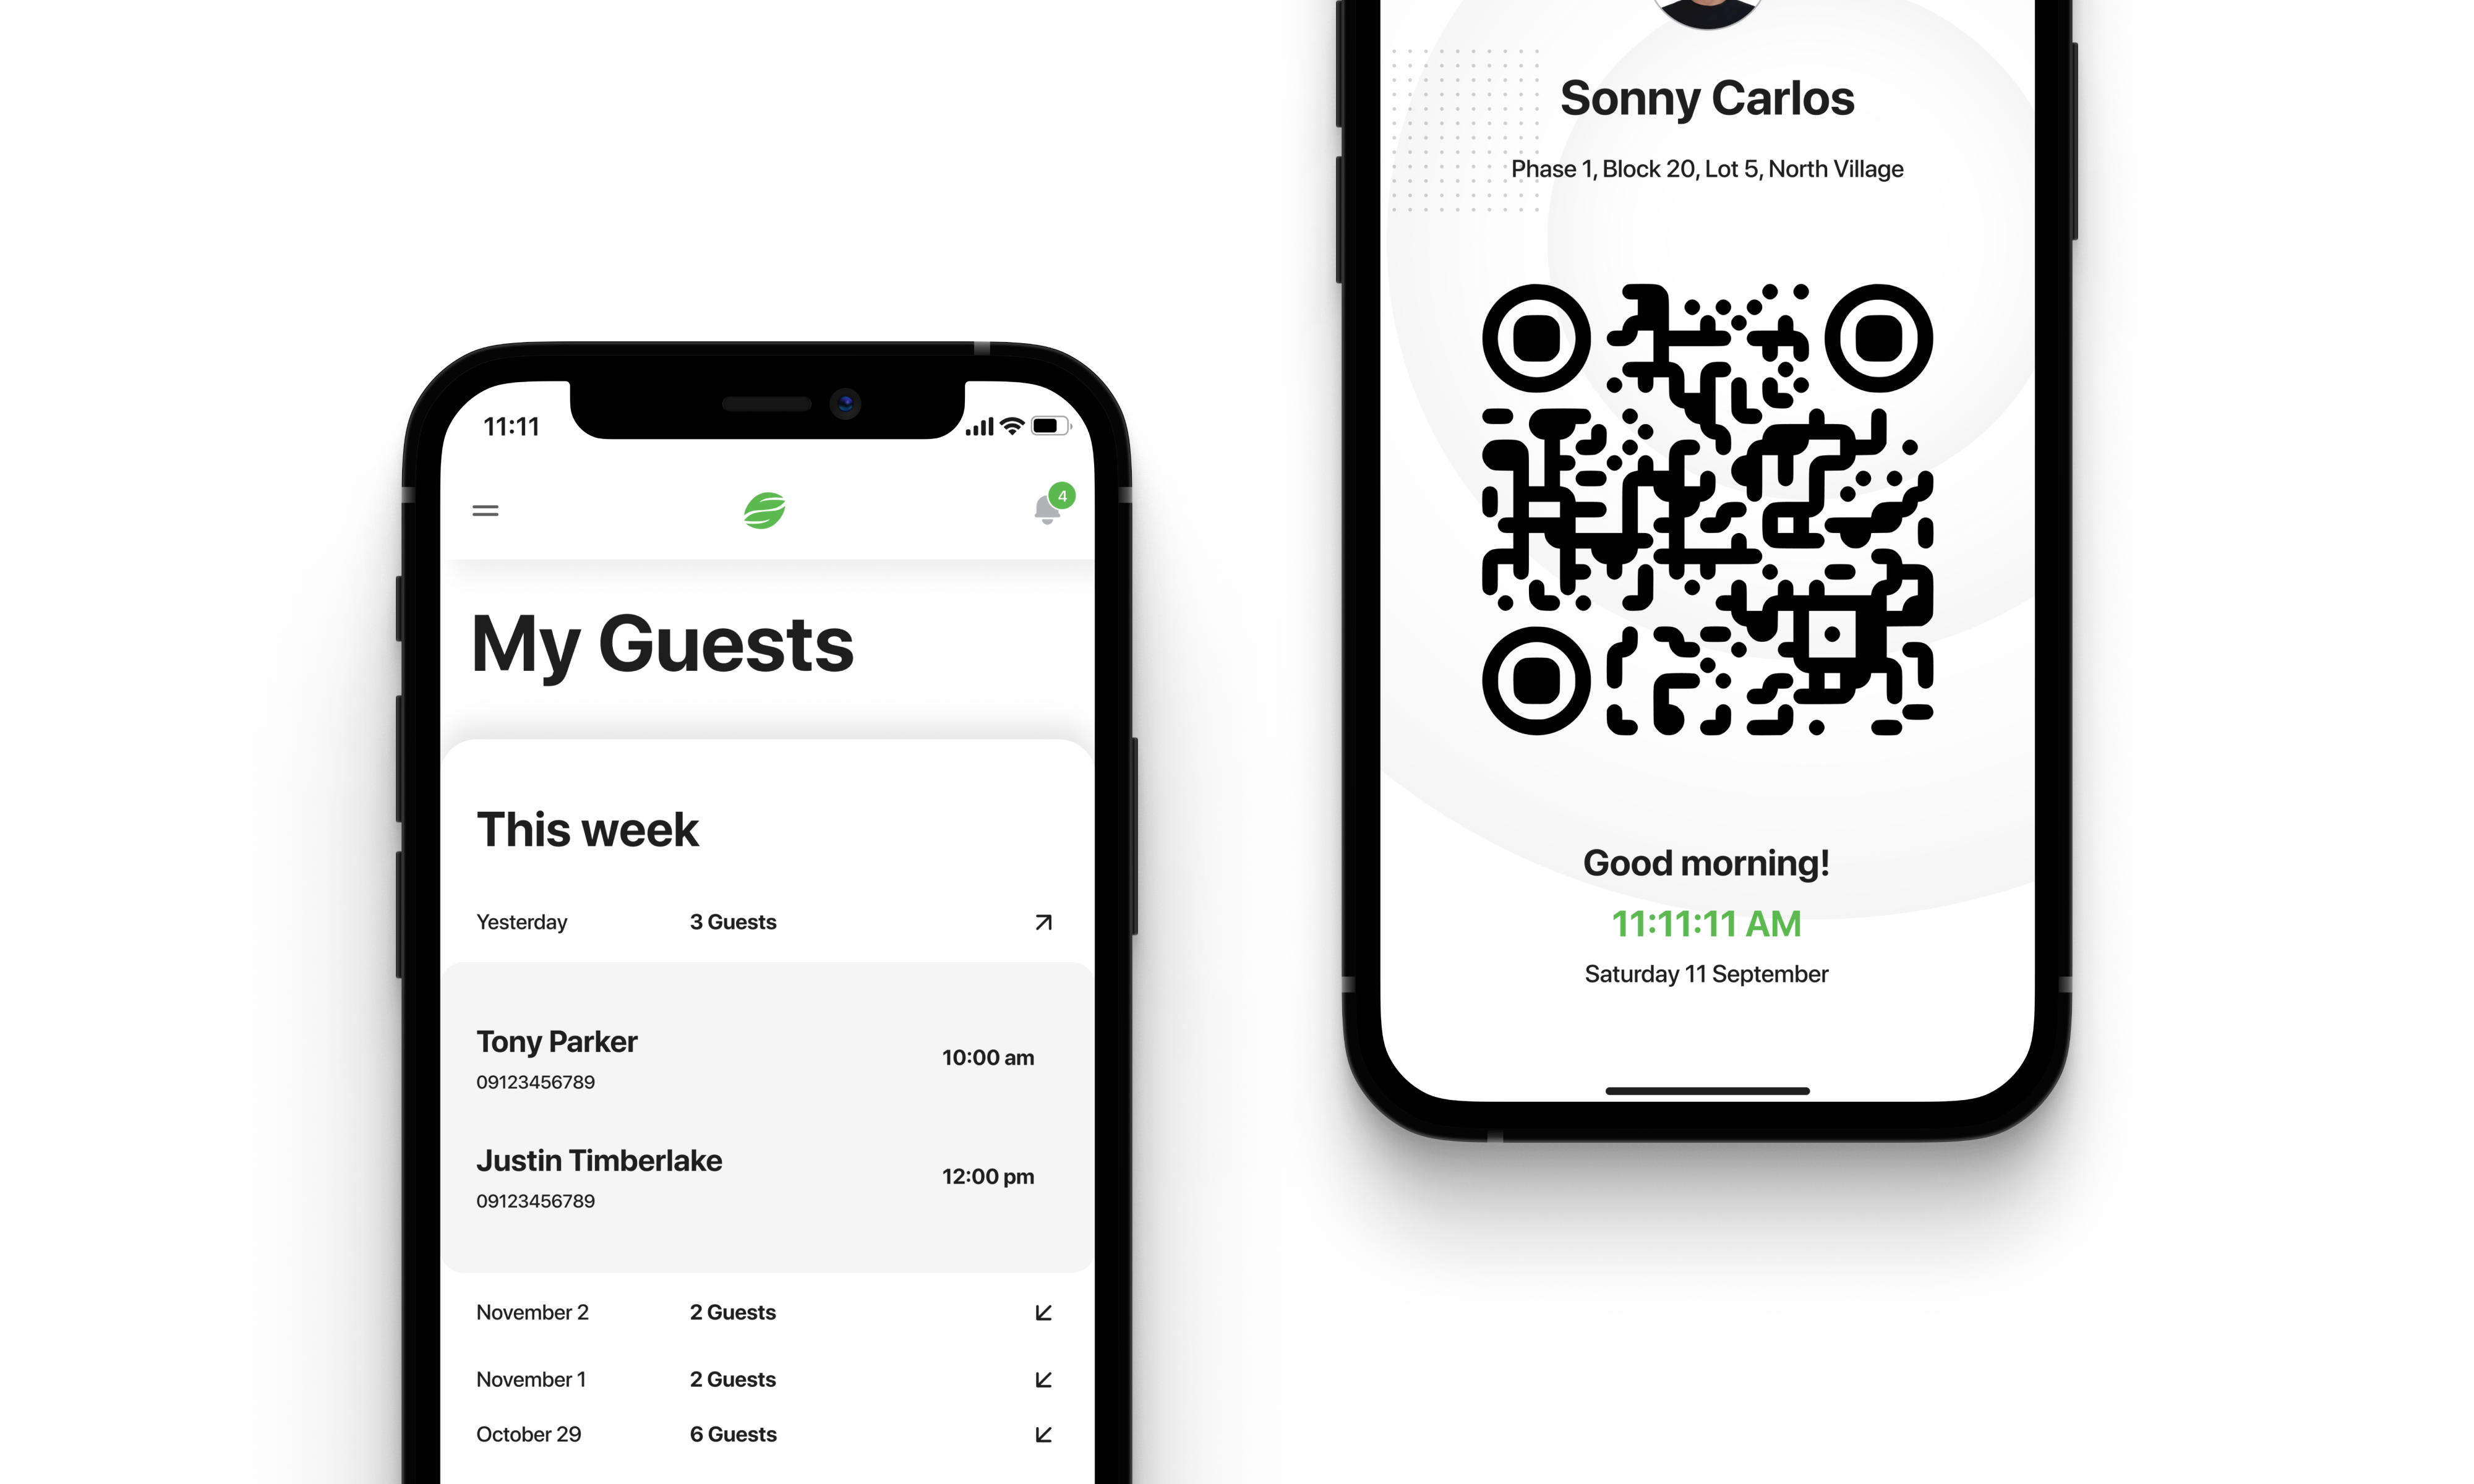 11:11
4
My Guests
This week
Yesterday 3 Guests
Tony Parker
09123456789
10:00 am
Justin Timberlake
09123456789
12:00 pm
November 2 2 Guests
November 1 2 Guests
October 29 6 Guests
Sonny Carlos
Phase 1, Block 20, Lot 5, North Village
Good morning!
11:11:11 AM
Saturday 11 September